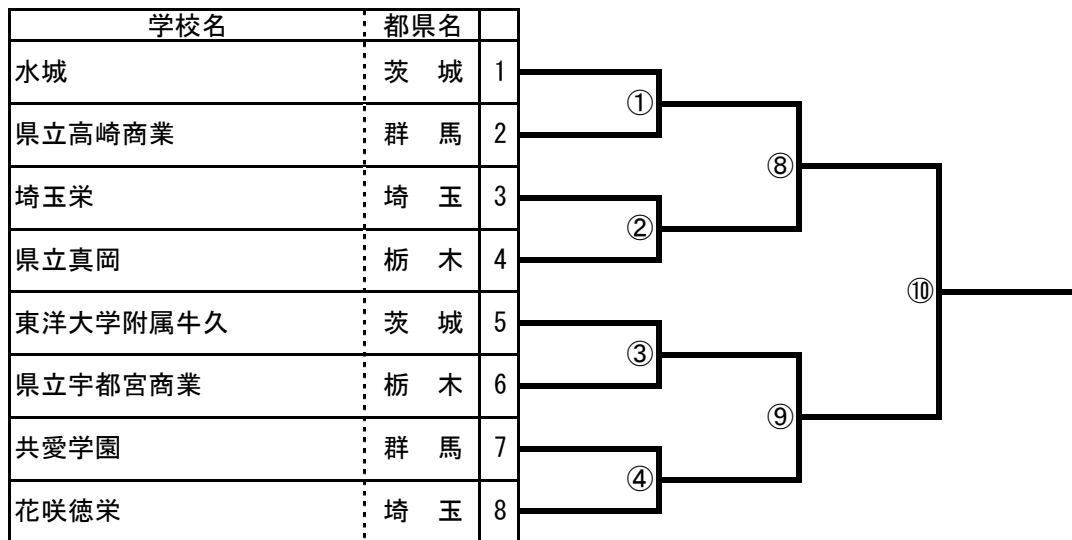 学校名 都県名
水城 茨 城 1
県立高崎商業 群 馬 2
埼玉栄 埼 玉 3
県立真岡 栃 木 4
東洋大学附属牛久 茨 城 5
県立宇都宮商業 栃 木 6
共愛学園 群 馬 7
花咲徳栄 埼 玉 8
①
②
③
④
⑧
⑨
⑩